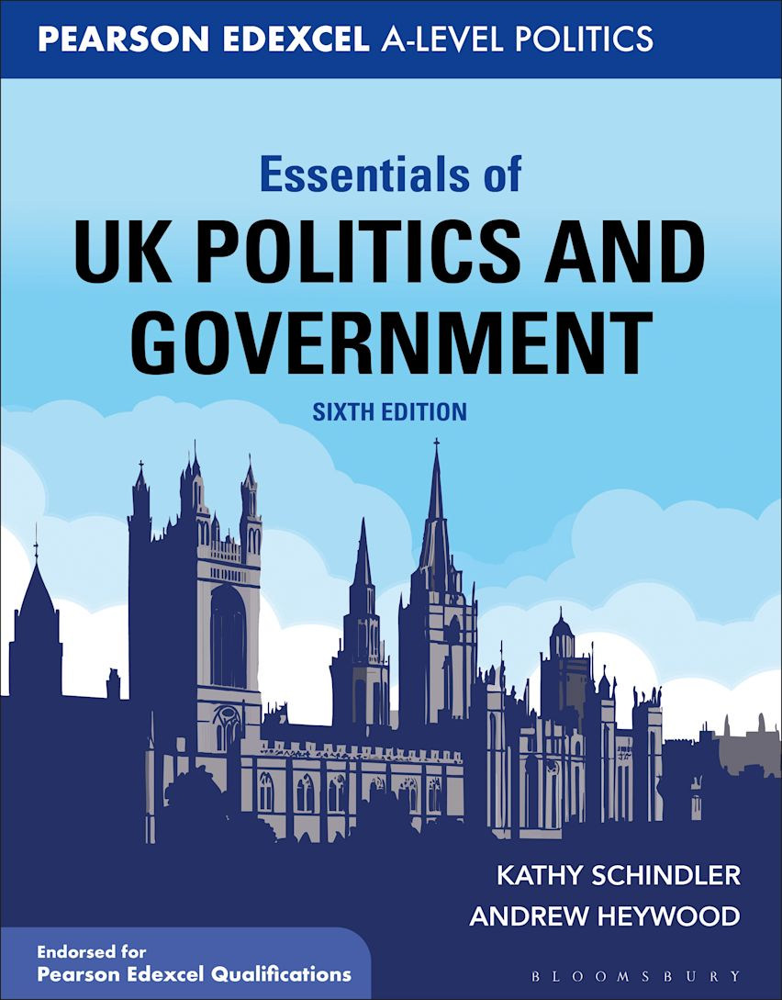 PEARSON EDEXCEL A-LEVEL POLITICS
Essentials of
UK POLITICS AND
GOVERNMENT
SIXTH EDITION
KATHY SCHINDLER
ANDREW HEYWOOD
Endorsed for
Pearson Edexcel Qualifications
BLOOMSBURY